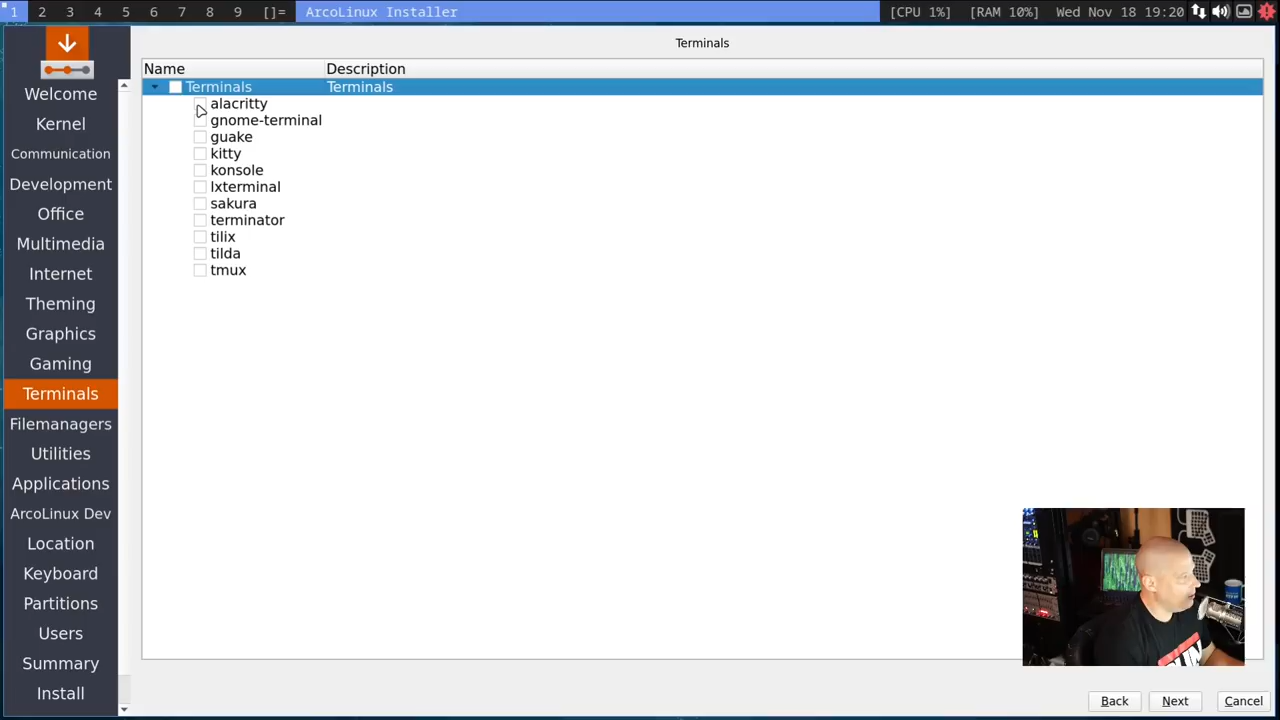 1 2 3 4 5 6 7 8 9 []= ArcoLinux Installer [CPU 1%] [RAM 10%] Wed Nov 18 19:20
Welcome
Kernel
Communication
Development
Office
Multimedia
Internet
Theming
Graphics
Gaming
Terminals
Filemanagers
Utilities
Applications
ArcoLinux Dev
Location
Keyboard
Partitions
Users
Summary
Install
Terminals
Name Description
Terminals Terminals
alacritty
gnome-terminal
guake
kitty
konsole
lxterminal
sakura
terminator
tilix
tilda
tmux
Back Next Cancel